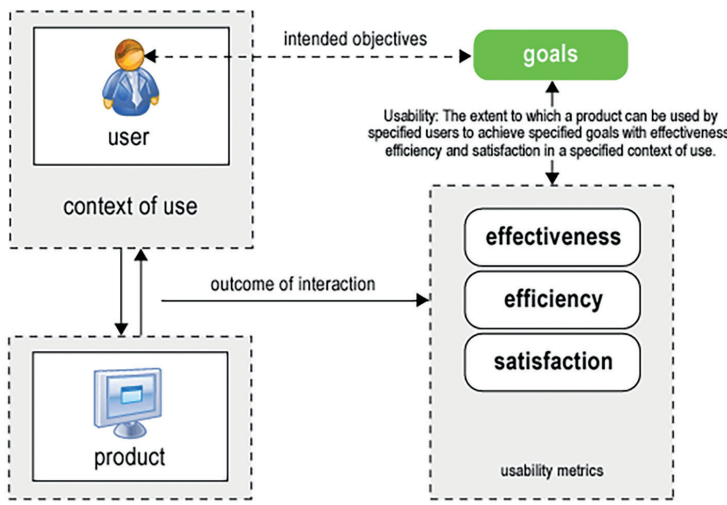 intended objectives
goals
user
Usability: The extent to which a product can be used by
specified users to achieve specified goals with effectiveness
efficiency and satisfaction in a specified context of use.
context of use
effectiveness
outcome of interaction
efficiency
satisfaction
product
usability metrics